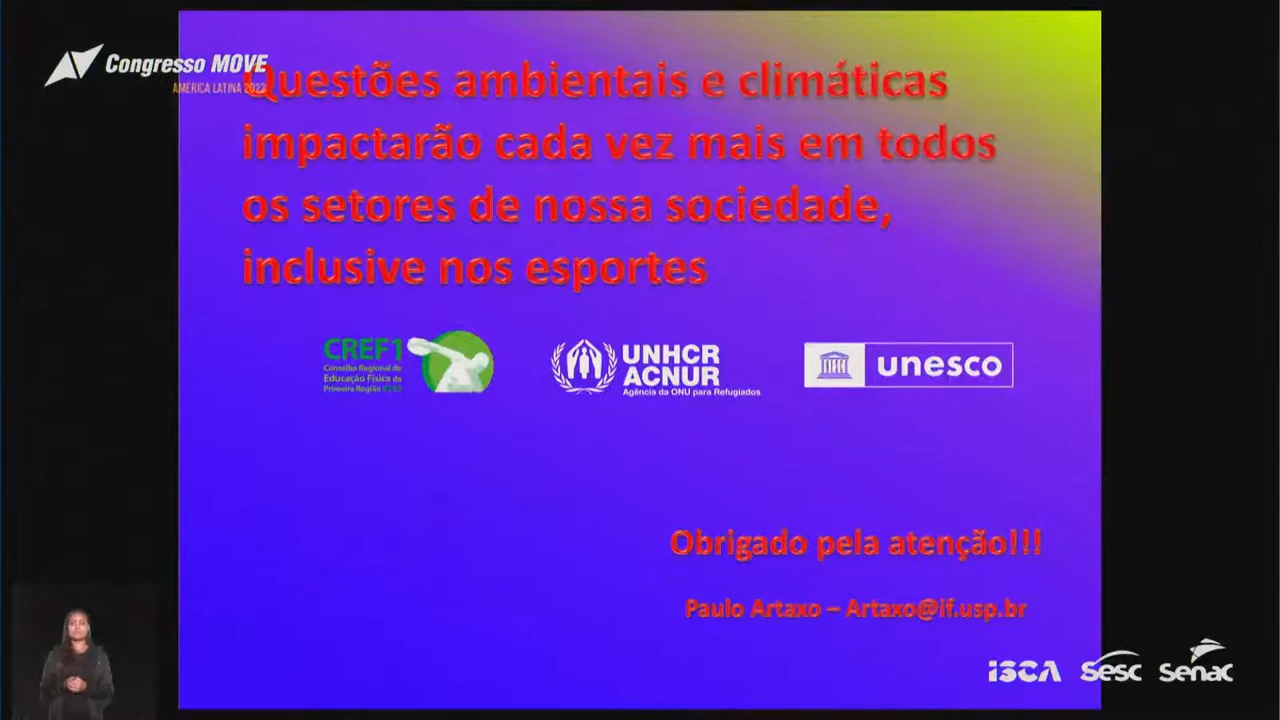 Congresso MOVE
AMÉRICA LATINA 2023
Questões ambientais e climáticas
impactarão cada vez mais em todos
os setores de nossa sociedade,
inclusive nos esportes
CREF1
Conselho Regional de
Educação Física da
Primeira Região
UNHCR
ACNUR
Agência da ONU para Refugiados
unesco
Obrigado pela atenção!!!
Paulo Artaxo – Artaxo@if.usp.br
ISCA Sesc Senac